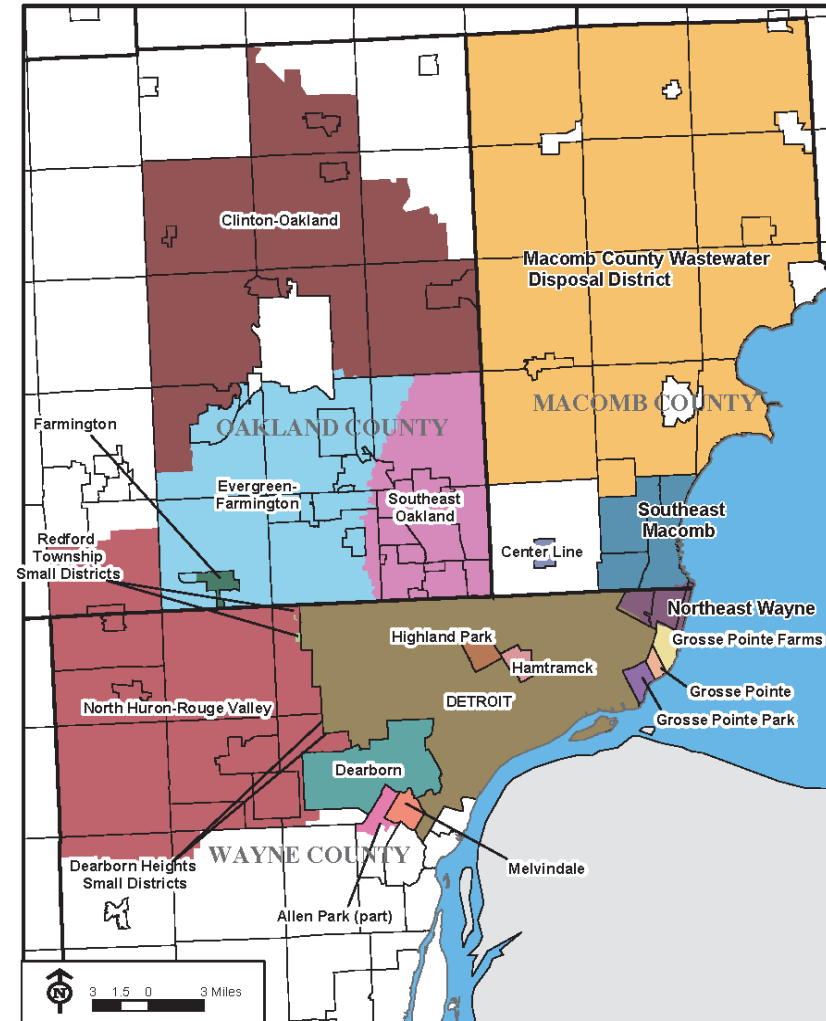 Clinton-Oakland
Macomb County Wastewater
Disposal District
MACOMB COUNTY
Farmington
OAKLAND COUNTY
Evergreen-
Farmington
Southeast
Oakland
Southeast
Macomb
Redford
Township
Small Districts
Center Line
Northeast Wayne
Highland Park
Grosse Pointe Farms
Hamtramck
Grosse Pointe
North Huron-Rouge Valley
DETROIT
Grosse Pointe Park
Dearborn
WAYNE COUNTY
Dearborn Heights
Small Districts
Melvindale
Allen Park (part)
N
3 1.5 0 3 Miles